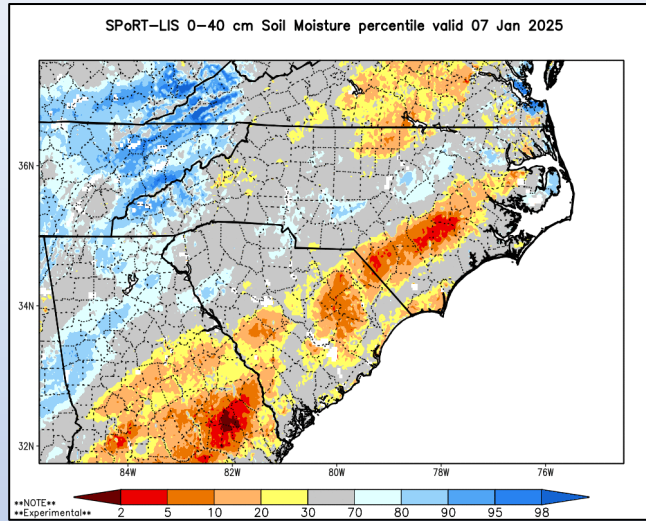 SPoRT-LIS 0-40 cm Soil Moisture percentile valid 07 Jan 2025
36N
34N
32N
84W 82W 80W 78W 76W
**NOTE**
**Experimental**
2 5 10 20 30 70 80 90 95 98